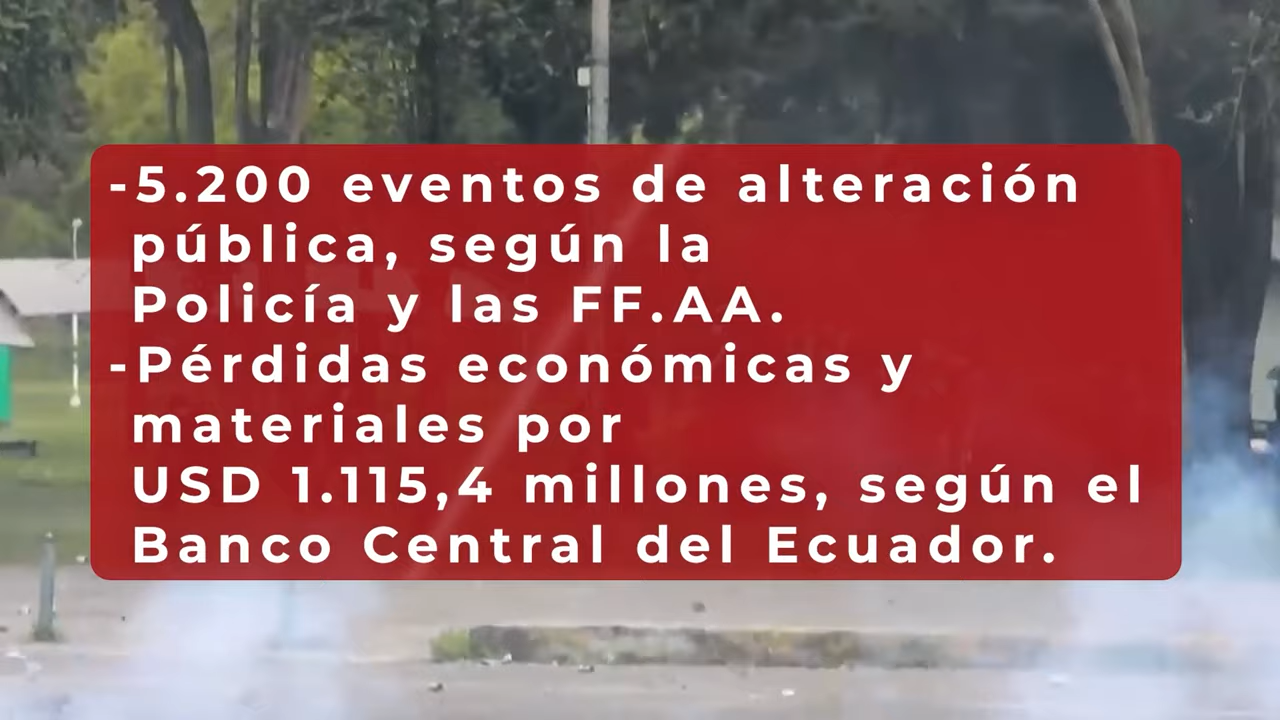 -5.200 eventos de alteración
pública, según la
Policía y las FF.AA.
-Pérdidas económicas y
materiales por
USD 1.115,4 millones, según el
Banco Central del Ecuador.